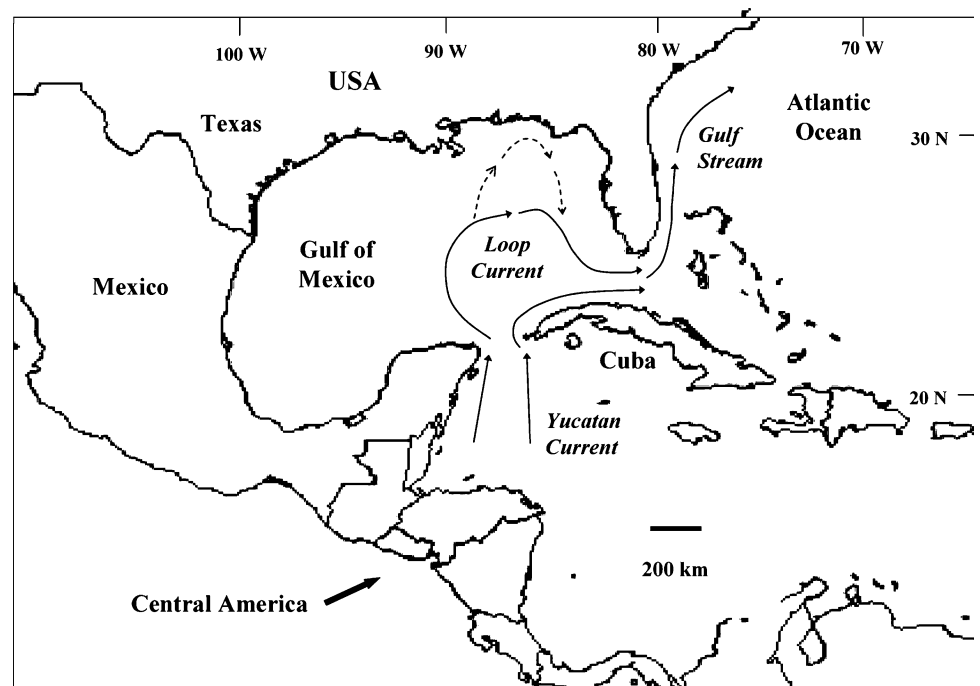 100 W
90 W
80 W
70 W
USA
Texas
Atlantic
Ocean
30 N
Gulf
Stream
Gulf of
Mexico
Loop
Current
Mexico
Cuba
20 N
Yucatan
Current
200 km
Central America